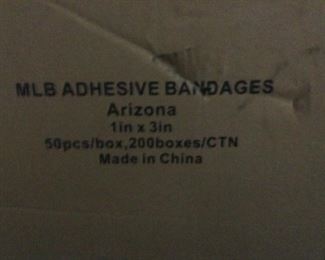 MLB ADHESIVE BANDAGES
Arizona
1in x 3in
50pcs/box,200boxes/CTN
Made in China